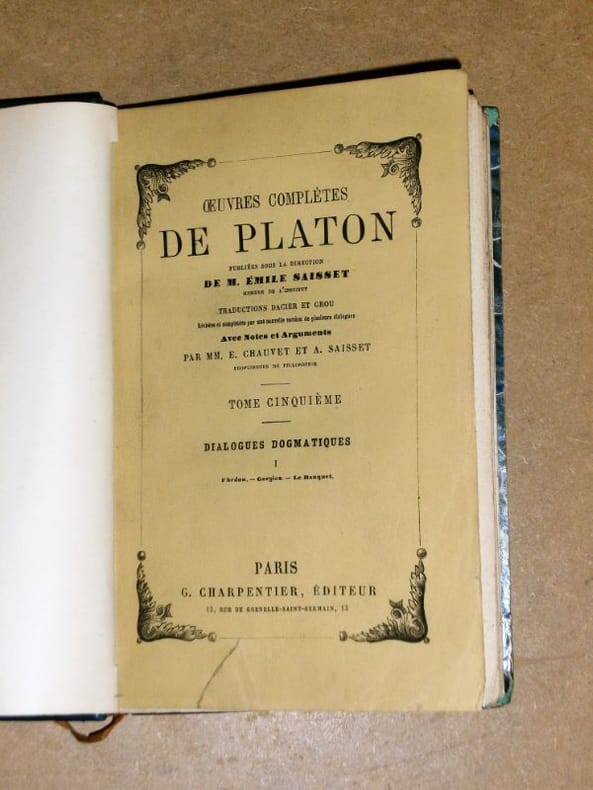 ŒUVRES COMPLÈTES
DE PLATON
PUBLIÉES SOUS LA DIRECTION
DE M. ÉMILE SAISSET
MEMBRE DE L'INSTITUT
TRADUCTIONS DACIER ET GROU
Révisées et complétées par une nouvelle version de plusieurs dialogues
Avec Notes et Arguments
PAR MM. E. CHAUVET ET A. SAISSET
PROFESSEURS DE PHILOSOPHIE
TOME CINQUIÈME
DIALOGUES DOGMATIQUES
I
Phédon. — Gorgias. — Le Banquet.
PARIS
G. CHARPENTIER, ÉDITEUR
13, RUE DE GRENELLE-SAINT-GERMAIN, 13